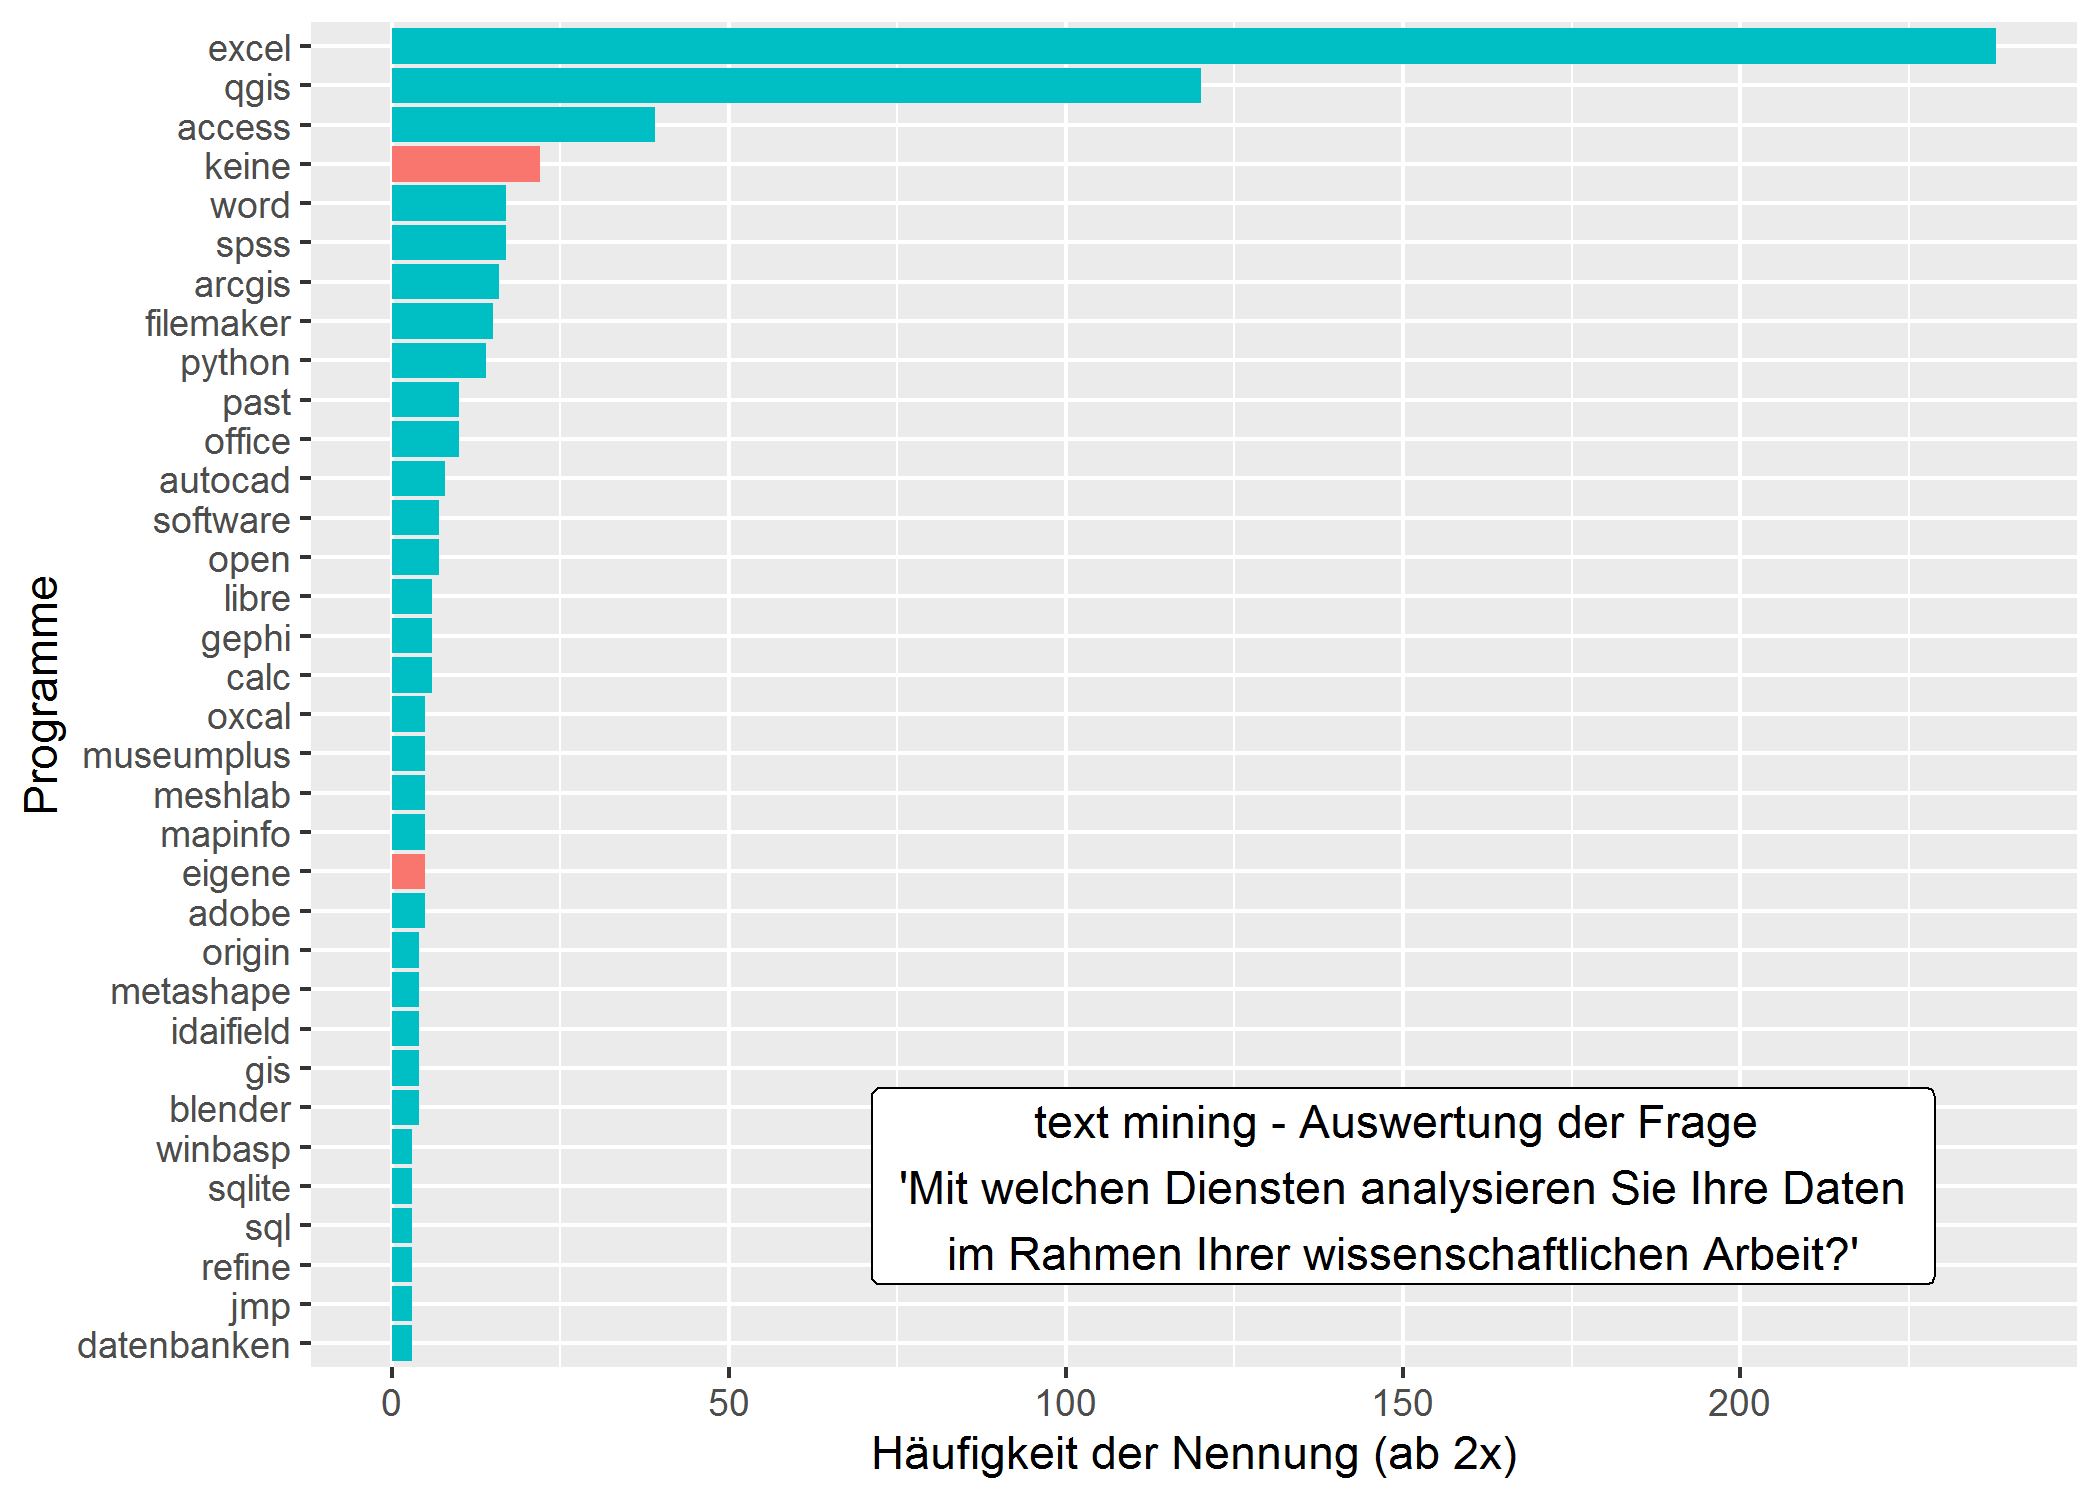 excel
qgis
access
keine
word
spss
arcgis
filemaker
python
past
office
autocad
software
open
libre
gephi
calc
oxcal
museumplus
meshlab
mapinfo
eigene
adobe
origin
metashape
idaifield
gis
blender
winbasp
sqlite
sql
refine
jmp
datenbanken
Programme
text mining - Auswertung der Frage
'Mit welchen Diensten analysieren Sie Ihre Daten
im Rahmen Ihrer wissenschaftlichen Arbeit?'
0 50 100 150 200
Häufigkeit der Nennung (ab 2x)